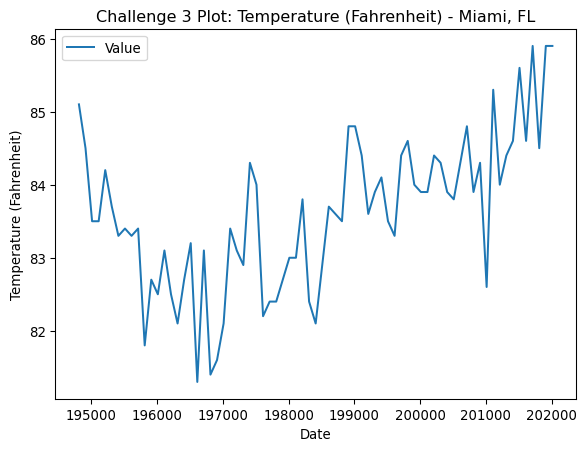 Challenge 3 Plot: Temperature (Fahrenheit) - Miami, FL
Value
Temperature (Fahrenheit)
86
85
84
83
82
195000 196000 197000 198000 199000 200000 201000 202000
Date